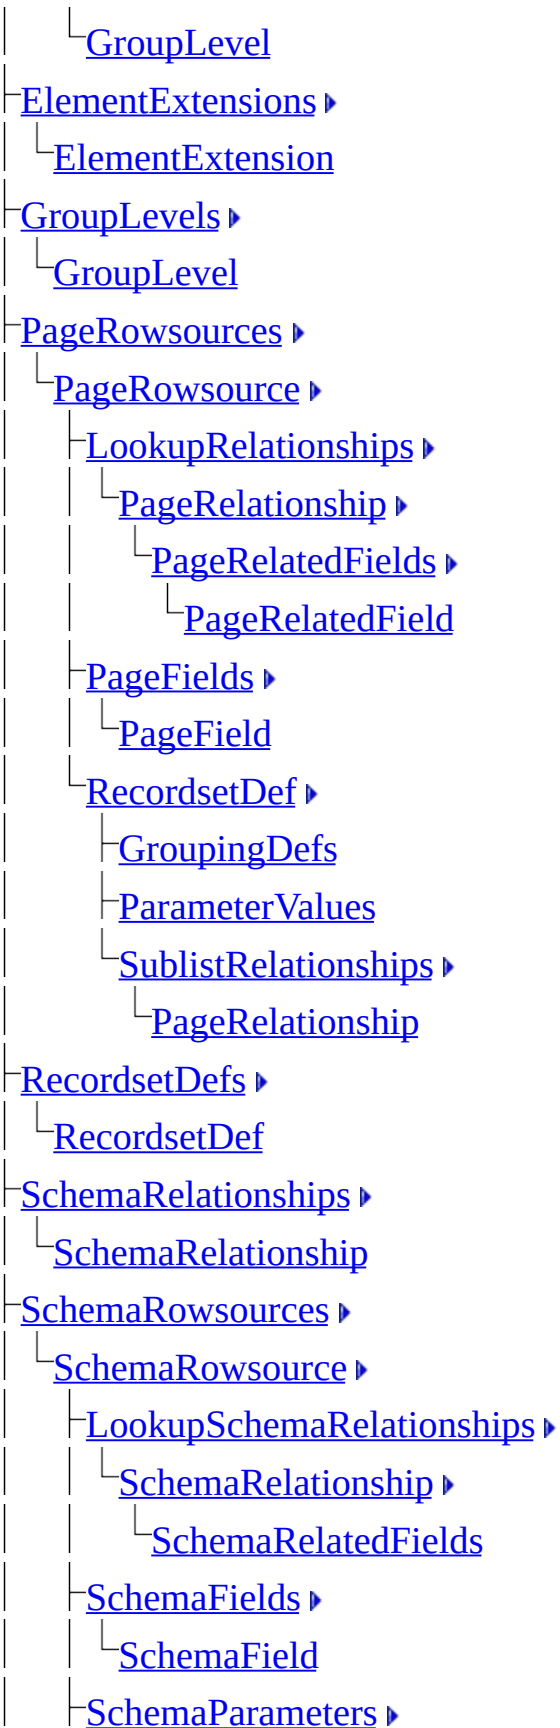 GroupLevel
ElementExtensions
ElementExtension
GroupLevels
GroupLevel
PageRowsources
PageRowsource
LookupRelationships
PageRelationship
PageRelatedFields
PageRelatedField
PageFields
PageField
RecordsetDef
GroupingDefs
ParameterValues
SublistRelationships
PageRelationship
RecordsetDefs
RecordsetDef
SchemaRelationships
SchemaRelationship
SchemaRowsources
SchemaRowsource
LookupSchemaRelationships
SchemaRelationship
SchemaRelatedFields
SchemaFields
SchemaField
SchemaParameters